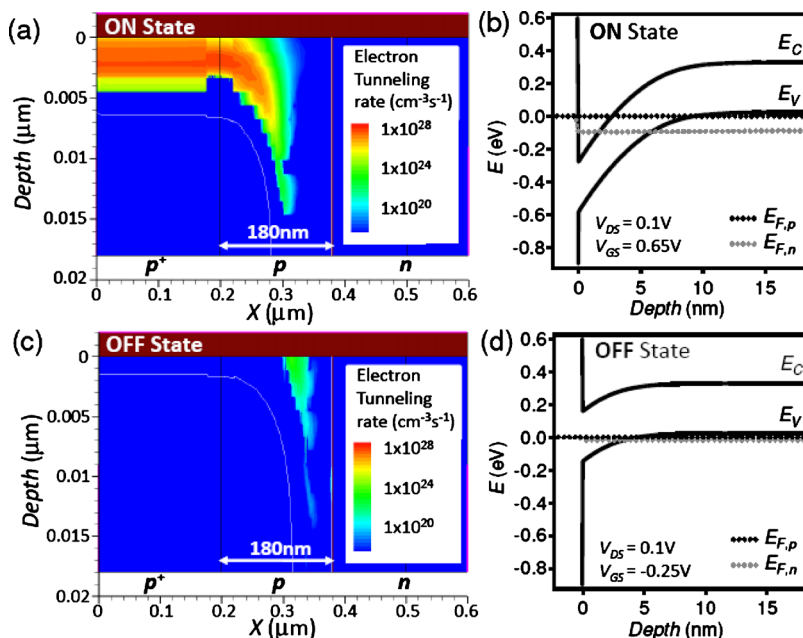 (a)
ON State
Electron
Tunneling
rate (cm-3s-1)
1x10^28
1x10^24
1x10^20
180nm
p+ p n
0
0.005
0.01
0.015
0.02
Depth (µm)
0 0.1 0.2 0.3 0.4 0.5 0.6
X (µm)
(b)
ON State
EC
EV
0.6
0.4
0.2
0.0
-0.2
-0.4
-0.6
-0.8
E (eV)
VDS = 0.1V
VGS = 0.65V
EF,p
EF,n
0 5 10 15
Depth (nm)
(c)
OFF State
Electron
Tunneling
rate (cm-3s-1)
1x10^28
1x10^24
1x10^20
180nm
p+ p n
0
0.005
0.01
0.015
0.02
Depth (µm)
0 0.1 0.2 0.3 0.4 0.5 0.6
X (µm)
(d)
OFF State
EC
EV
0.6
0.4
0.2
0.0
-0.2
-0.4
-0.6
-0.8
E (eV)
VDS = 0.1V
VGS = -0.25V
EF,p
EF,n
0 5 10 15
Depth (nm)